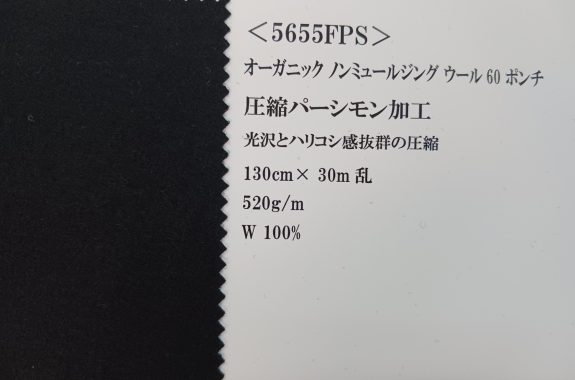 ＜5655FPS＞
オーガニック ノンミュールジング ウール 60 ポンチ
圧縮パーシモン加工
光沢とハリコシ感抜群の圧縮
130cm× 30m 乱
520g/m
W 100%